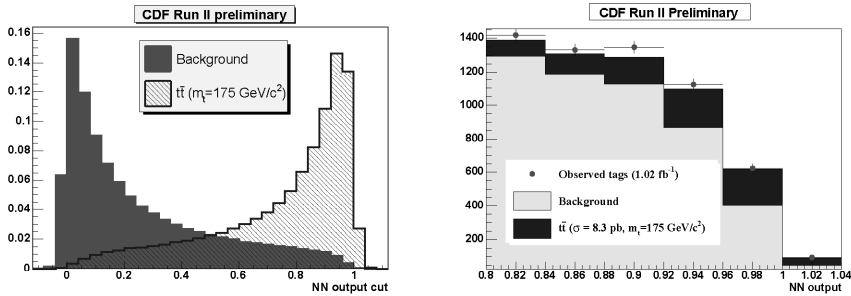 CDF Run II preliminary
0.16
0.14
0.12
0.1
0.08
0.06
0.04
0.02
0
Background
tt̄ (mt=175 GeV/c²)
0 0.2 0.4 0.6 0.8 1
NN output cut
CDF Run II Preliminary
1400
1200
1000
800
600
400
200
Observed tags (1.02 fb⁻¹)
Background
tt̄ (σ = 8.3 pb, mt=175 GeV/c²)
0.8 0.82 0.84 0.86 0.88 0.9 0.92 0.94 0.96 0.98 1 1.02 1.04
NN output